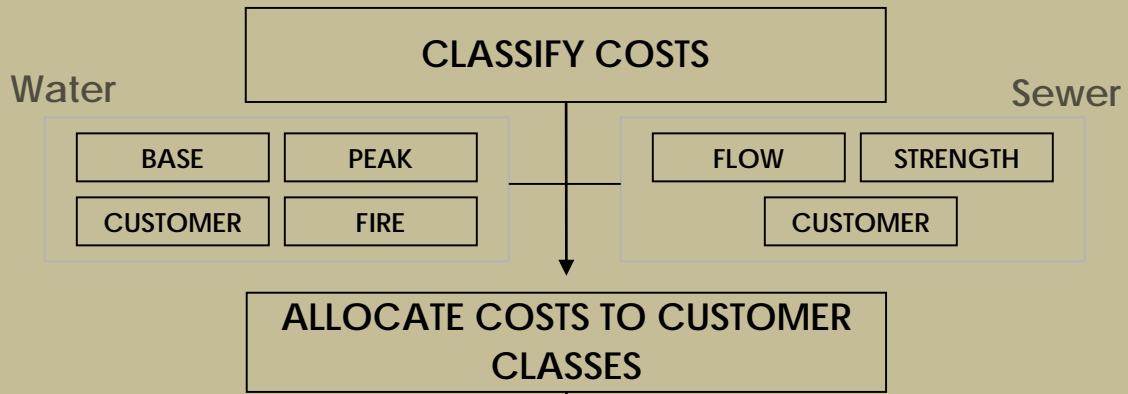 CLASSIFY COSTS
Water
Sewer
BASE
PEAK
CUSTOMER
FIRE
FLOW
STRENGTH
CUSTOMER
ALLOCATE COSTS TO CUSTOMER
CLASSES